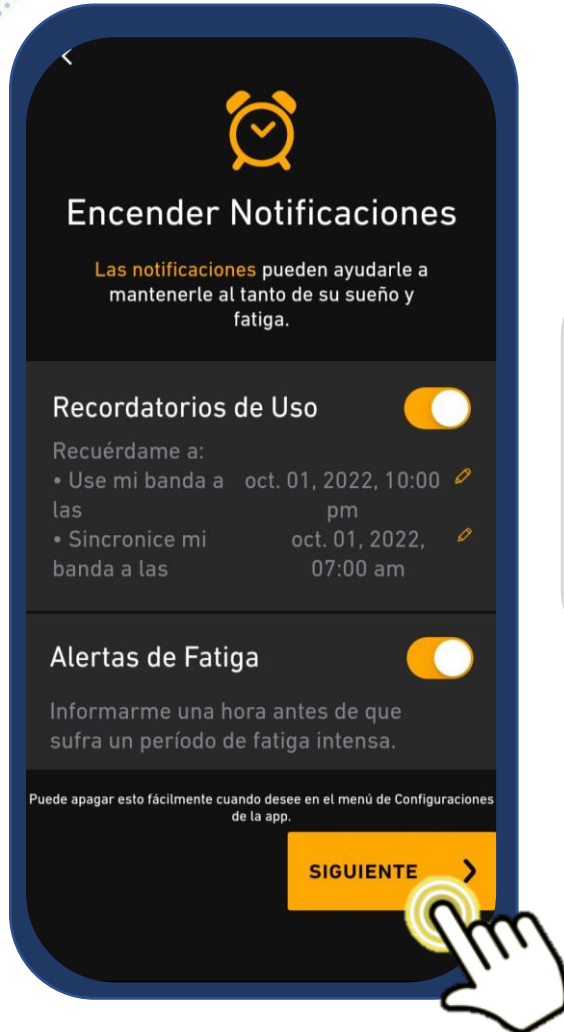 Encender Notificaciones
Las notificaciones pueden ayudarle a
mantenerle al tanto de su sueño y
fatiga.
Recordatorios de Uso
Recuérdame a:
• Use mi banda a las oct. 01, 2022, 10:00 pm
• Sincronice mi banda a las oct. 01, 2022, 07:00 am
Alertas de Fatiga
Informarme una hora antes de que
sufra un período de fatiga intensa.
Puede apagar esto fácilmente cuando desee en el menú de Configuraciones
de la app.
SIGUIENTE